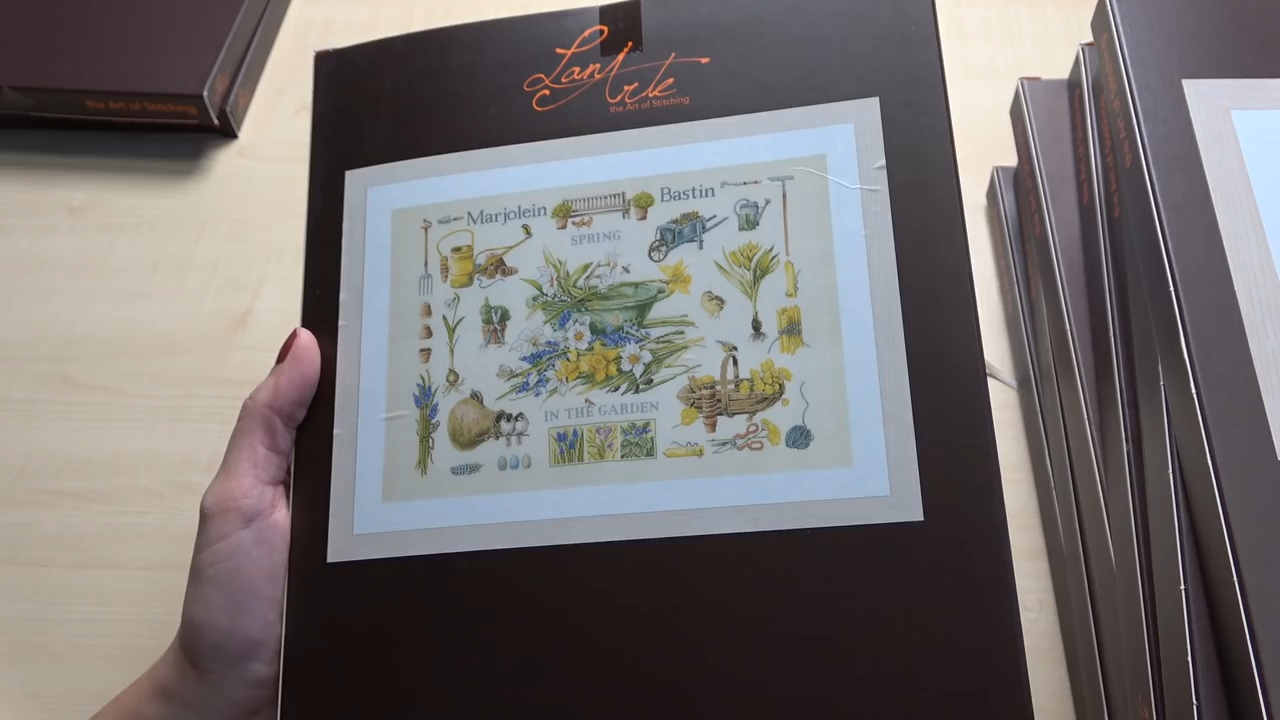 the Art of Stitching
LanArte
the Art of Stitching
Marjolein Bastin
SPRING
IN THE GARDEN